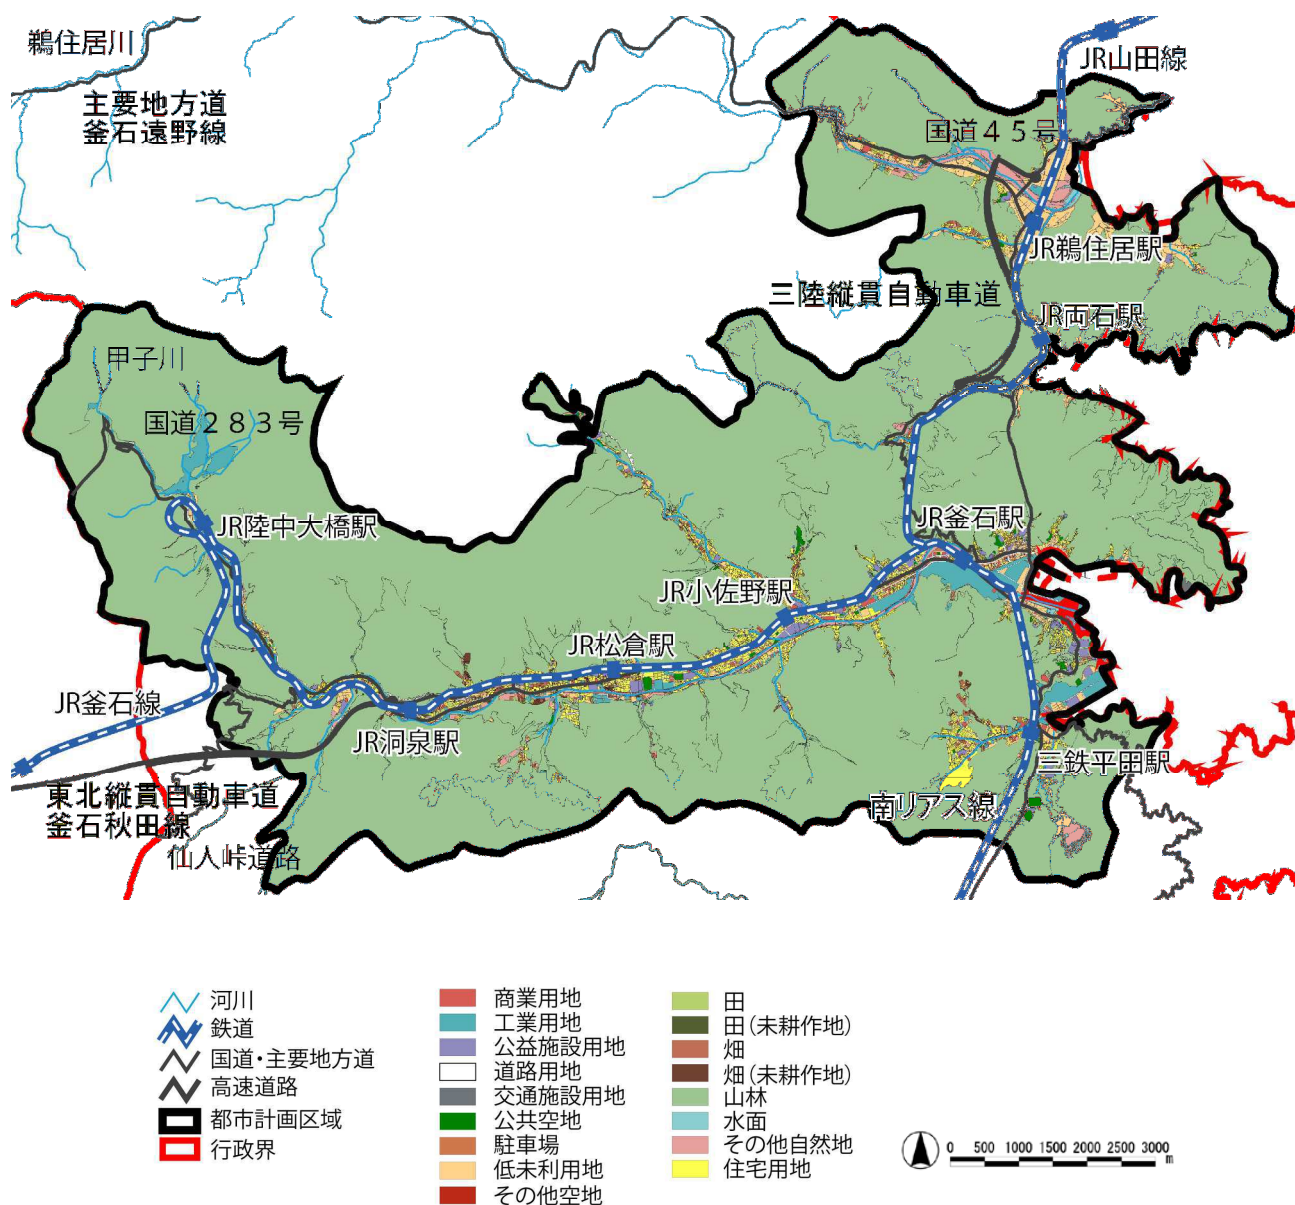 鵜住居川
主要地方道
釜石遠野線
JR山田線
国道45号
JR鵜住居駅
三陸縦貫自動車道
JR両石駅
甲子川
国道283号
JR陸中大橋駅
JR釜石駅
JR小佐野駅
JR松倉駅
JR釜石線
JR洞泉駅
三鉄平田駅
東北縦貫自動車道
釜石秋田線
南リアス線
仙人峠道路
河川
鉄道
国道・主要地方道
高速道路
都市計画区域
行政界
商業用地
工業用地
公益施設用地
道路用地
交通施設用地
公共空地
駐車場
低未利用地
その他空地
田
田(未耕作地)
畑
畑(未耕作地)
山林
水面
その他自然地
住宅用地
0 500 1000 1500 2000 2500 3000
m